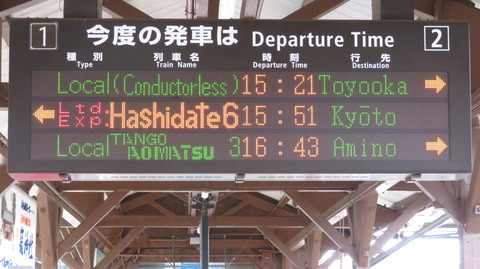 1 今度の発車は Departure Time 2
種別 列車名 時刻 行先
Type Train Name Departure Time Destination
Local (Conductorless) 15:21 Toyooka →
← Ltd. Exp. Hashidate 6 15:51 Kyōto
Local TANGO AOMATSU 3 16:43 Amino →